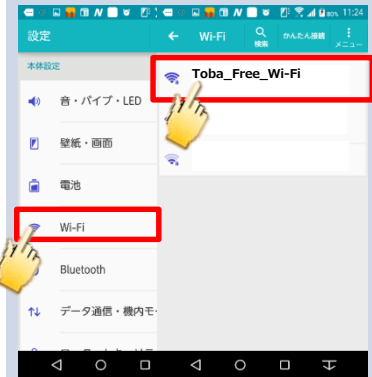 80% 11:24
設定
Wi-Fi
検索
かんたん接続
メニュー
本体設定
音・バイブ・LED
壁紙・画面
電池
Wi-Fi
Bluetooth
データ通信・機内モ
Toba_Free_Wi-Fi